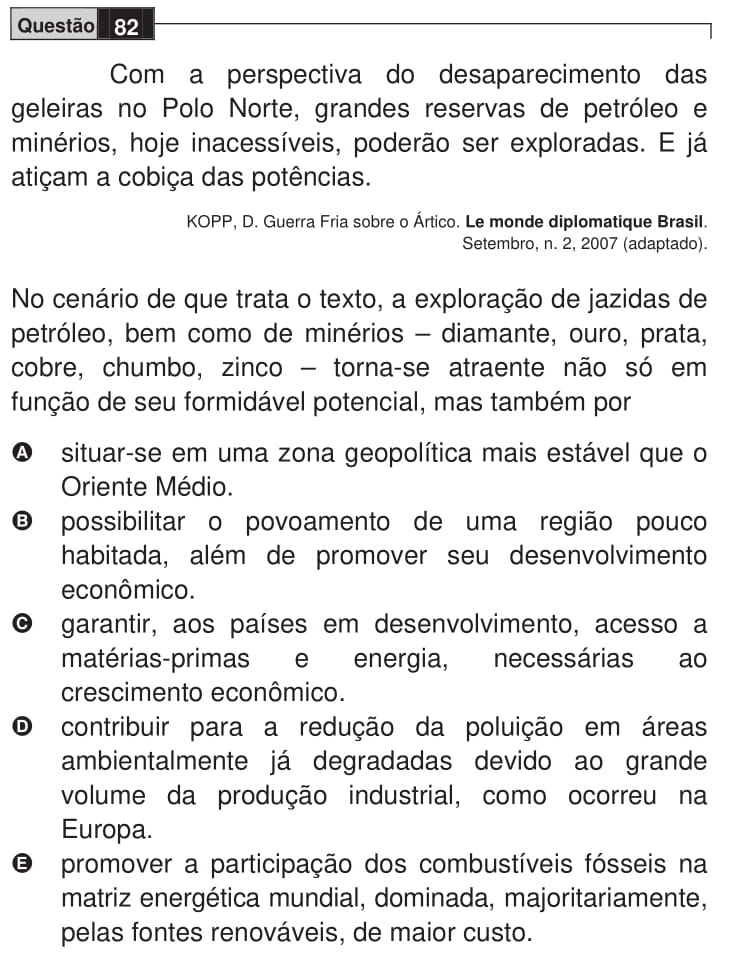 Questão 82
Com a perspectiva do desaparecimento das
geleiras no Polo Norte, grandes reservas de petróleo e
minérios, hoje inacessíveis, poderão ser exploradas. E já
atiçam a cobiça das potências.
KOPP, D. Guerra Fria sobre o Ártico. Le monde diplomatique Brasil.
Setembro, n. 2, 2007 (adaptado).
No cenário de que trata o texto, a exploração de jazidas de
petróleo, bem como de minérios – diamante, ouro, prata,
cobre, chumbo, zinco – torna-se atraente não só em
função de seu formidável potencial, mas também por
A situar-se em uma zona geopolítica mais estável que o
Oriente Médio.
B possibilitar o povoamento de uma região pouco
habitada, além de promover seu desenvolvimento
econômico.
C garantir, aos países em desenvolvimento, acesso a
matérias-primas e energia, necessárias ao
crescimento econômico.
D contribuir para a redução da poluição em áreas
ambientalmente já degradadas devido ao grande
volume da produção industrial, como ocorreu na
Europa.
E promover a participação dos combustíveis fósseis na
matriz energética mundial, dominada, majoritariamente,
pelas fontes renováveis, de maior custo.